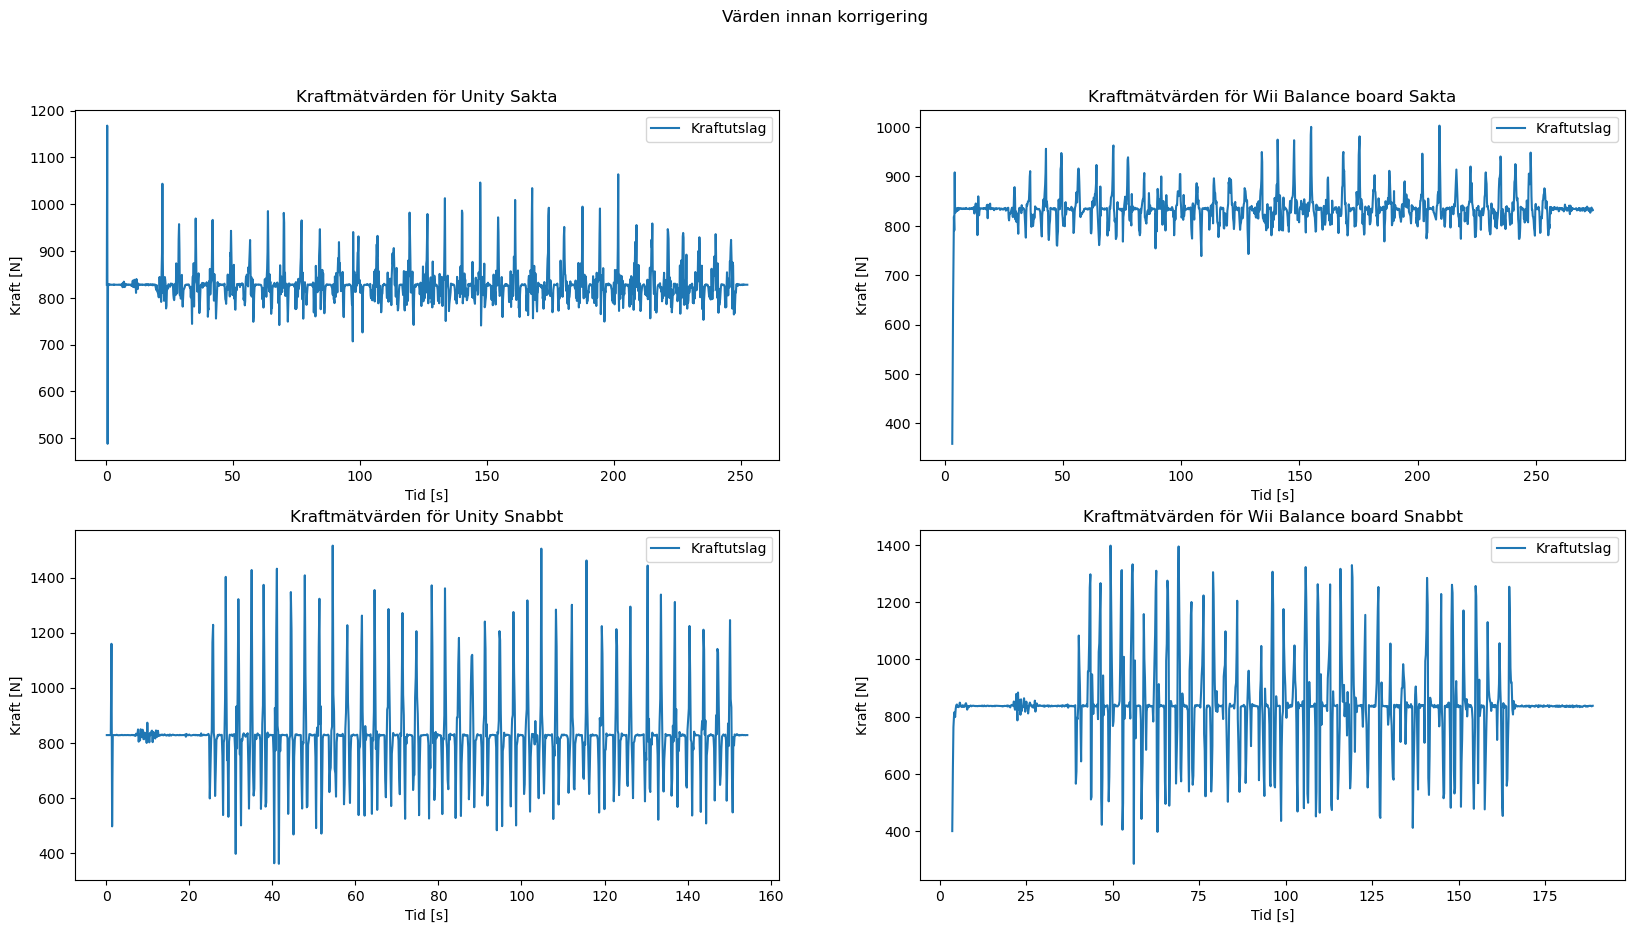 Värden innan korrigering
Kraftmätvärden för Unity Sakta
1200
1100
1000
900
800
700
600
500
Kraft [N]
Kraftutslag
0 50 100 150 200 250
Tid [s]
Kraftmätvärden för Wii Balance board Sakta
1000
900
800
700
600
500
400
Kraft [N]
Kraftutslag
0 50 100 150 200 250
Tid [s]
Kraftmätvärden för Unity Snabbt
1400
1200
1000
800
600
400
Kraft [N]
Kraftutslag
0 20 40 60 80 100 120 140 160
Tid [s]
Kraftmätvärden för Wii Balance board Snabbt
1400
1200
1000
800
600
400
Kraft [N]
Kraftutslag
0 25 50 75 100 125 150 175
Tid [s]